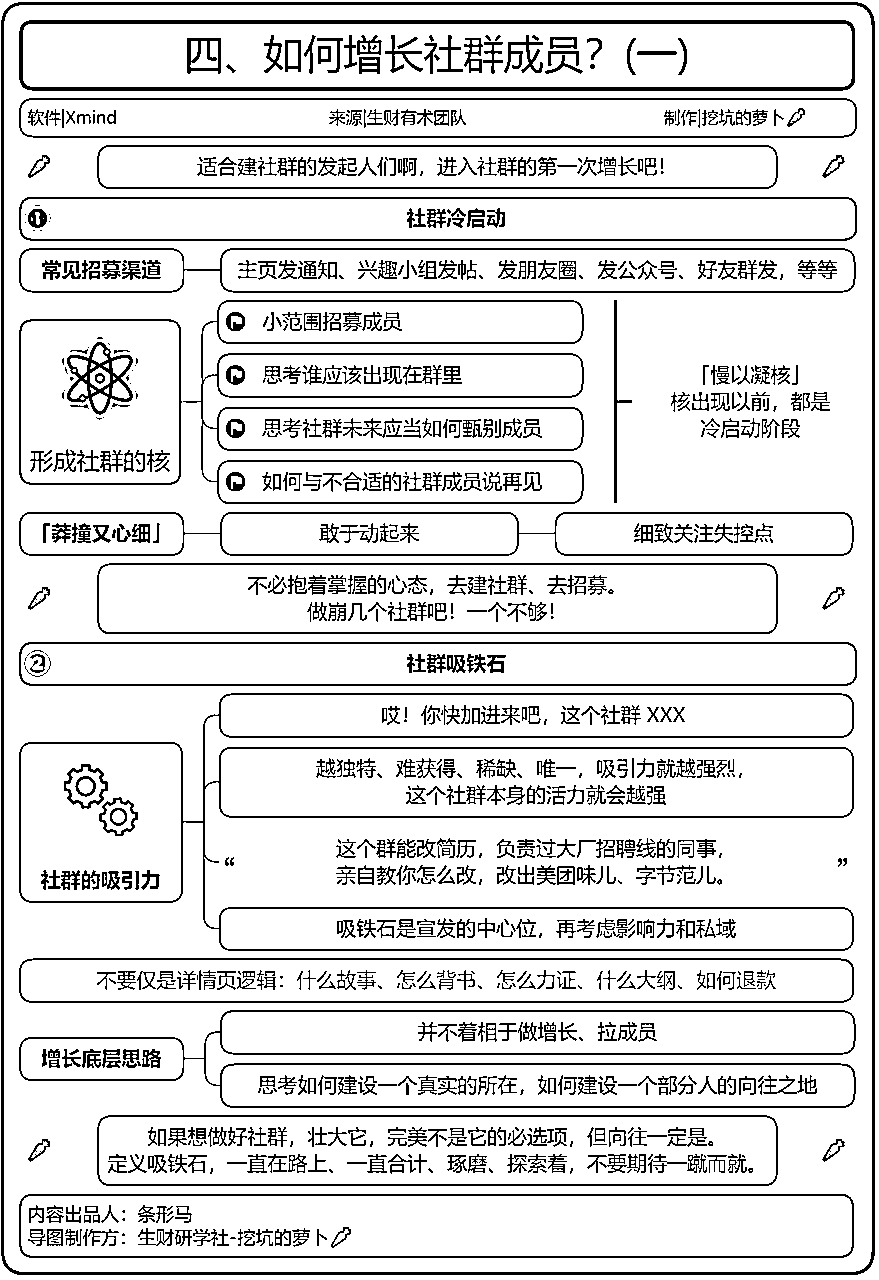 四、如何增长社群成员？(一)
软件|Xmind
来源|生财有术团队
制作|挖坑的萝卜
适合建社群的发起人们啊，进入社群的第一次增长吧！
1
社群冷启动
常见招募渠道
主页发通知、兴趣小组发帖、发朋友圈、发公众号、好友群发，等等
形成社群的核
小范围招募成员
思考谁应该出现在群里
思考社群未来应当如何甄别成员
如何与不合适的社群成员说再见
「慢以凝核」
核出现以前，都是
冷启动阶段
「莽撞又心细」
敢于动起来
细致关注失控点
不必抱着掌握的心态，去建社群、去招募。
做崩几个社群吧！一个不够！
2
社群吸铁石
社群的吸引力
哎！你快加进来吧，这个社群 XXX
越独特、难获得、稀缺、唯一，吸引力就越强烈，
这个社群本身的活力就会越强
“
这个群能改简历，负责过大厂招聘线的同事，
亲自教你怎么改，改出美团味儿、字节范儿。
”
吸铁石是宣发的中心位，再考虑影响力和私域
不要仅是详情页逻辑：什么故事、怎么背书、怎么力证、什么大纲、如何退款
增长底层思路
并不着相于做增长、拉成员
思考如何建设一个真实的所在，如何建设一个部分人的向往之地
如果想做好社群，壮大它，完美不是它的必选项，但向往一定是。
定义吸铁石，一直在路上、一直合计、琢磨、探索着，不要期待一蹴而就。
内容出品人：条形马
导图制作方：生财研学社-挖坑的萝卜